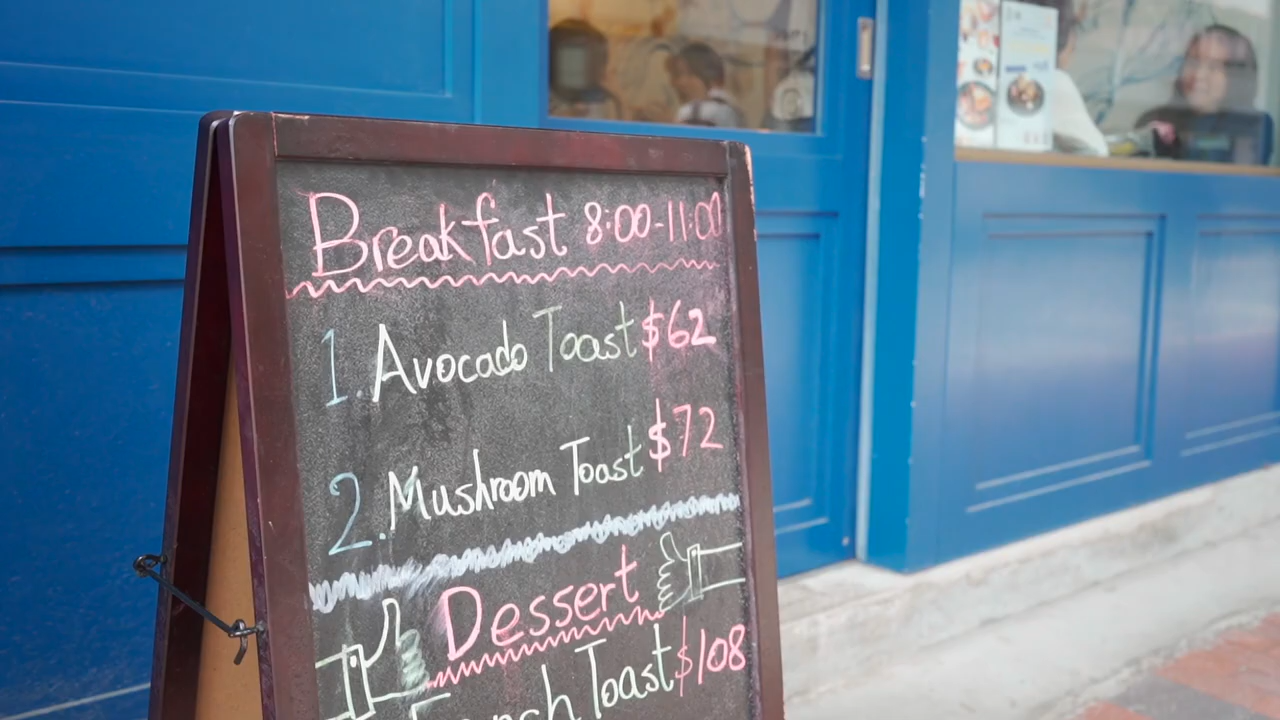 Breakfast 8:00-11:00
1. Avocado Toast $62
2. Mushroom Toast $72
Dessert
French Toast $108